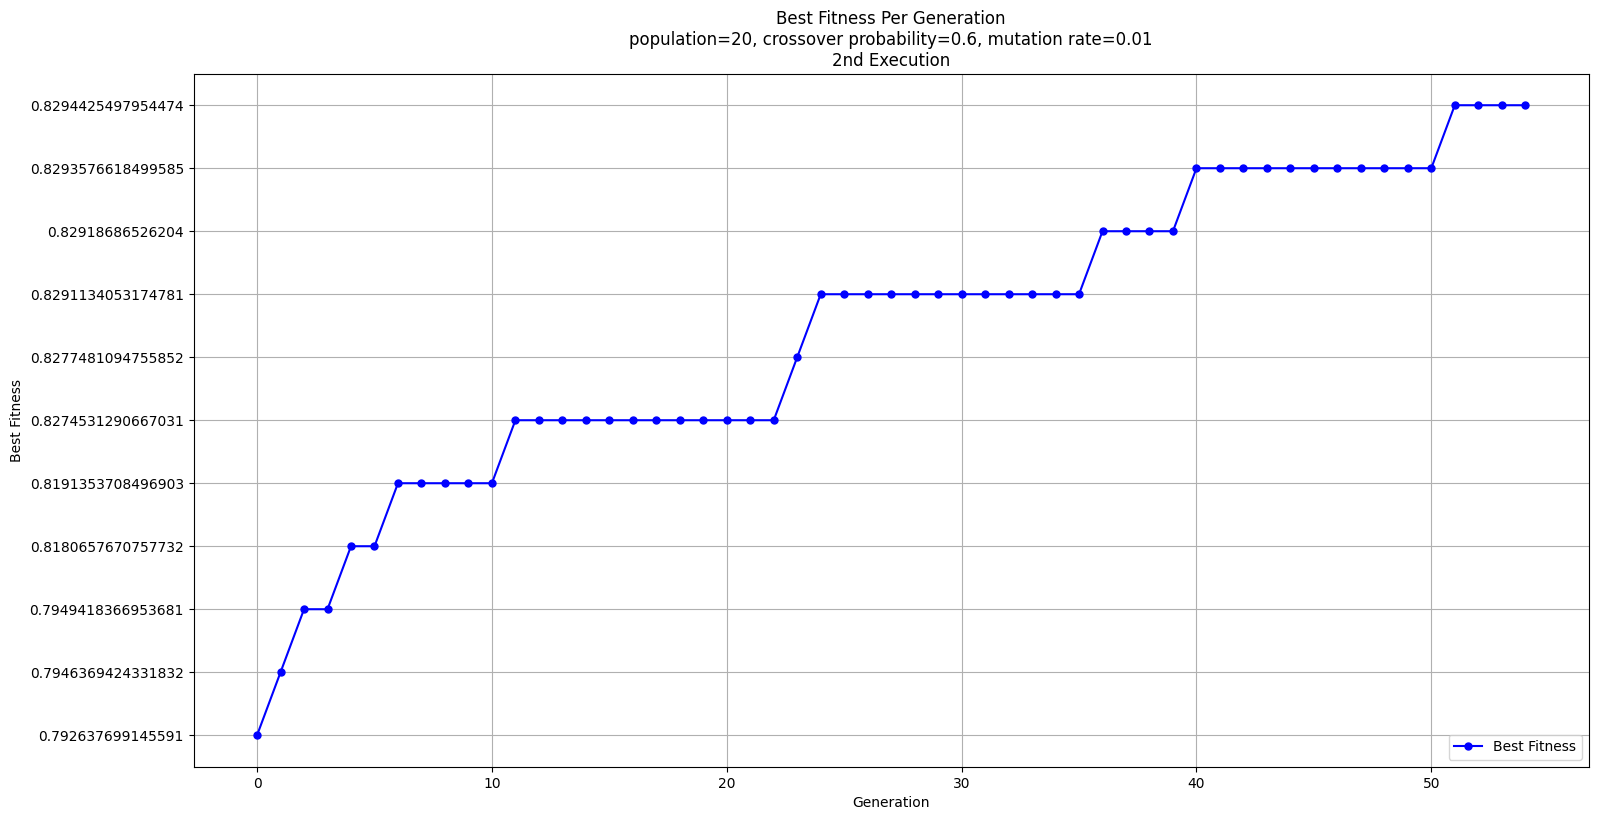 Best Fitness Per Generation
population=20, crossover probability=0.6, mutation rate=0.01
2nd Execution
Best Fitness
0.8294425497954474
0.8293576618499585
0.82918686526204
0.8291134053174781
0.8277481094755852
0.8274531290667031
0.8191353708496903
0.8180657670757732
0.7949418366953681
0.7946369424331832
0.792637699145591
Best Fitness
0 10 20 30 40 50
Generation